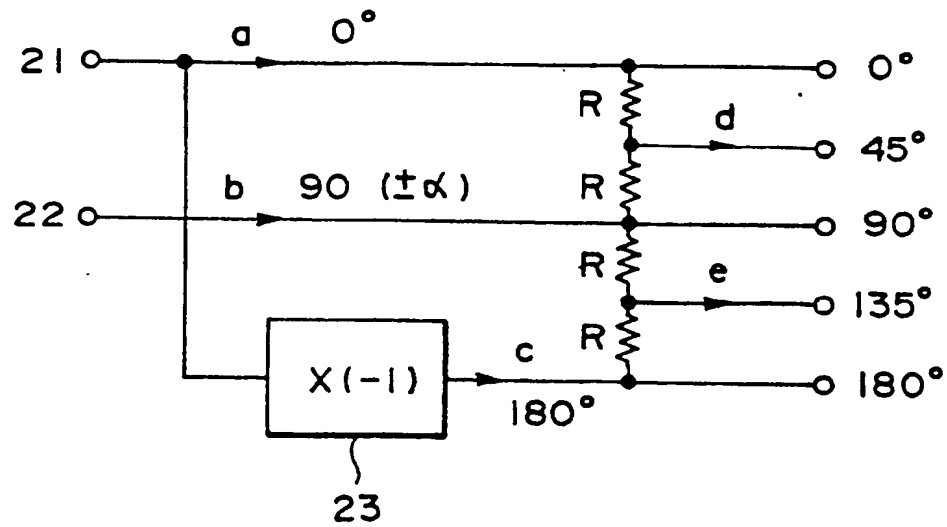 21 a 0° 0°
R d 45°
R
22 b 90 (±α) 90°
R e 135°
R
X(-1) c 180° 180°
23